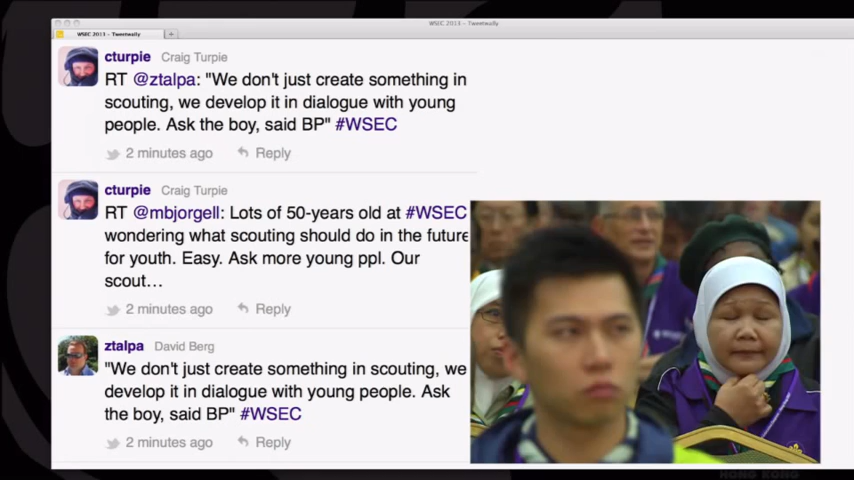 WSEC 2013 – Tweetwally
WSEC 2013 – Tweetwally
cturpie Craig Turpie
RT @ztalpa: "We don't just create something in
scouting, we develop it in dialogue with young
people. Ask the boy, said BP" #WSEC
2 minutes ago Reply
cturpie Craig Turpie
RT @mbjorgell: Lots of 50-years old at #WSEC
wondering what scouting should do in the future
for youth. Easy. Ask more young ppl. Our
scout…
2 minutes ago Reply
ztalpa David Berg
"We don't just create something in scouting, we
develop it in dialogue with young people. Ask
the boy, said BP" #WSEC
2 minutes ago Reply
HONG KONG